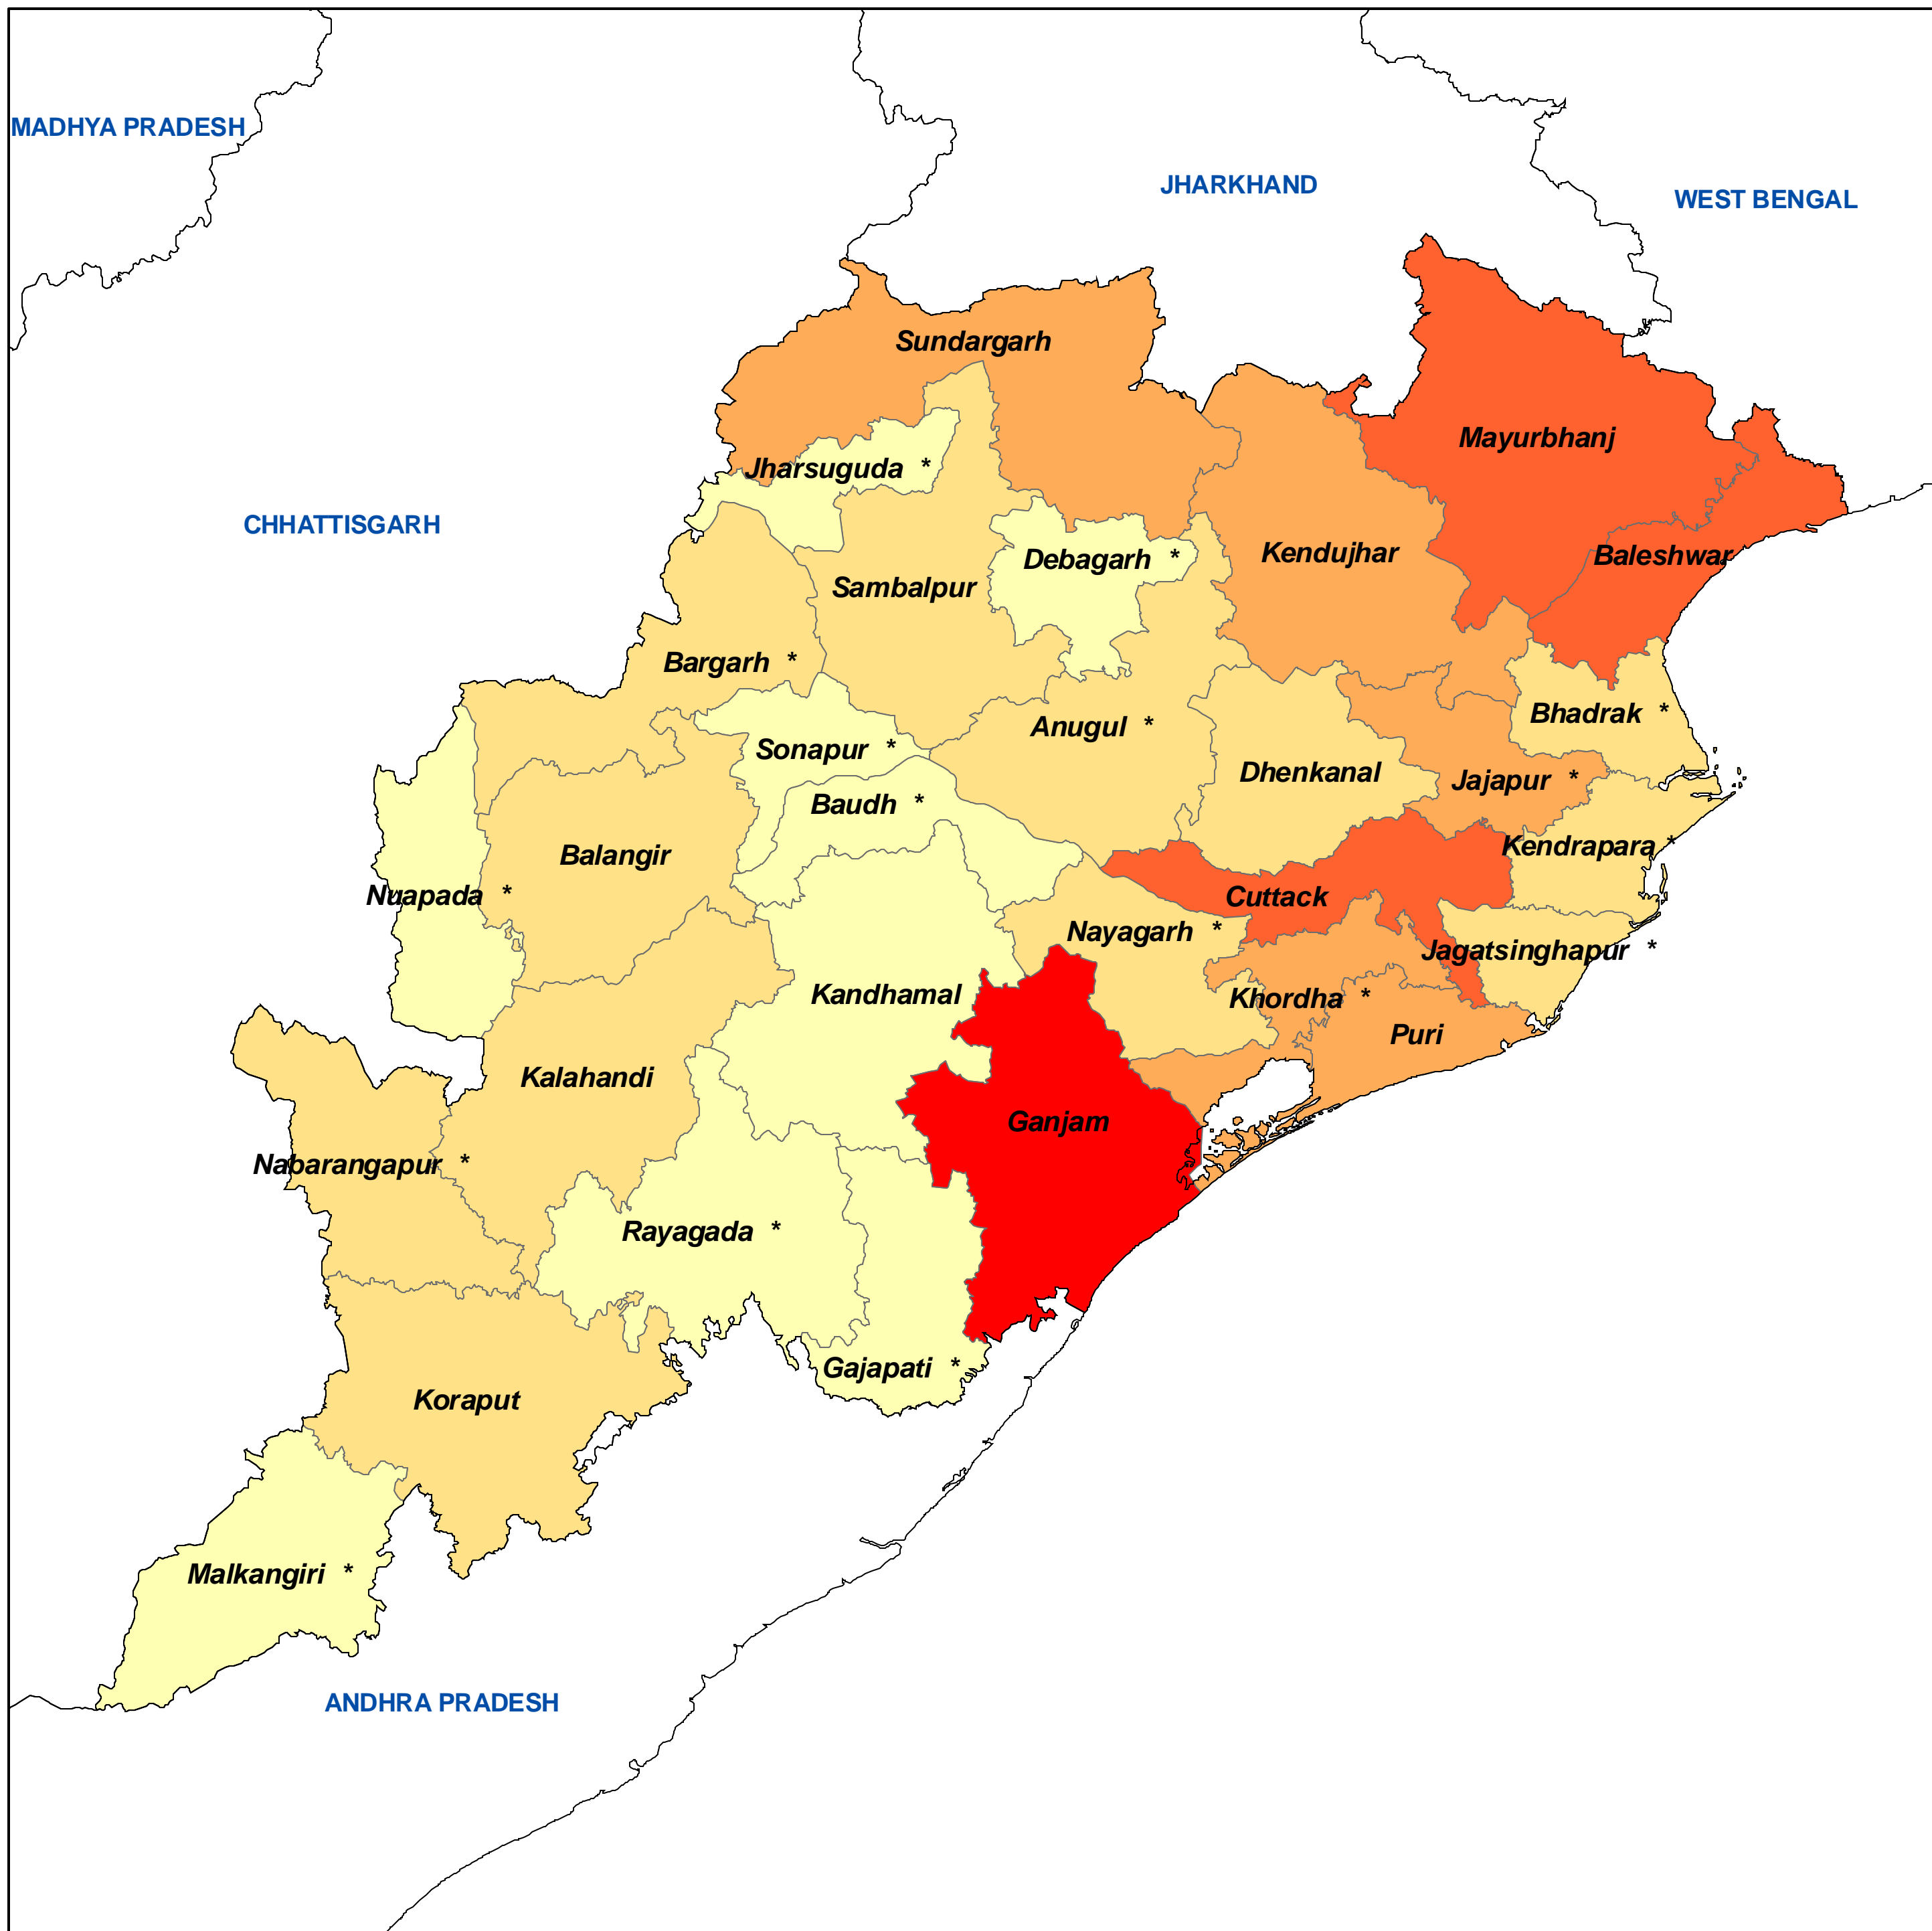 MADHYA PRADESH
JHARKHAND
WEST BENGAL
Sundargarh
Mayurbhanj
Jharsuguda *
CHHATTISGARH
Kendujhar
Baleshwar
Debagarh *
Sambalpur
Bargarh *
Bhadrak *
Anugul *
Sonapur *
Dhenkanal
Jajapur *
Baudh *
Kendrapara *
Balangir
Nuapada *
Cuttack
Nayagarh *
Jagatsinghapur *
Kandhamal
Khordha *
Puri
Kalahandi
Ganjam
Nabarangapur *
Rayagada *
Gajapati *
Koraput
Malkangiri *
ANDHRA PRADESH